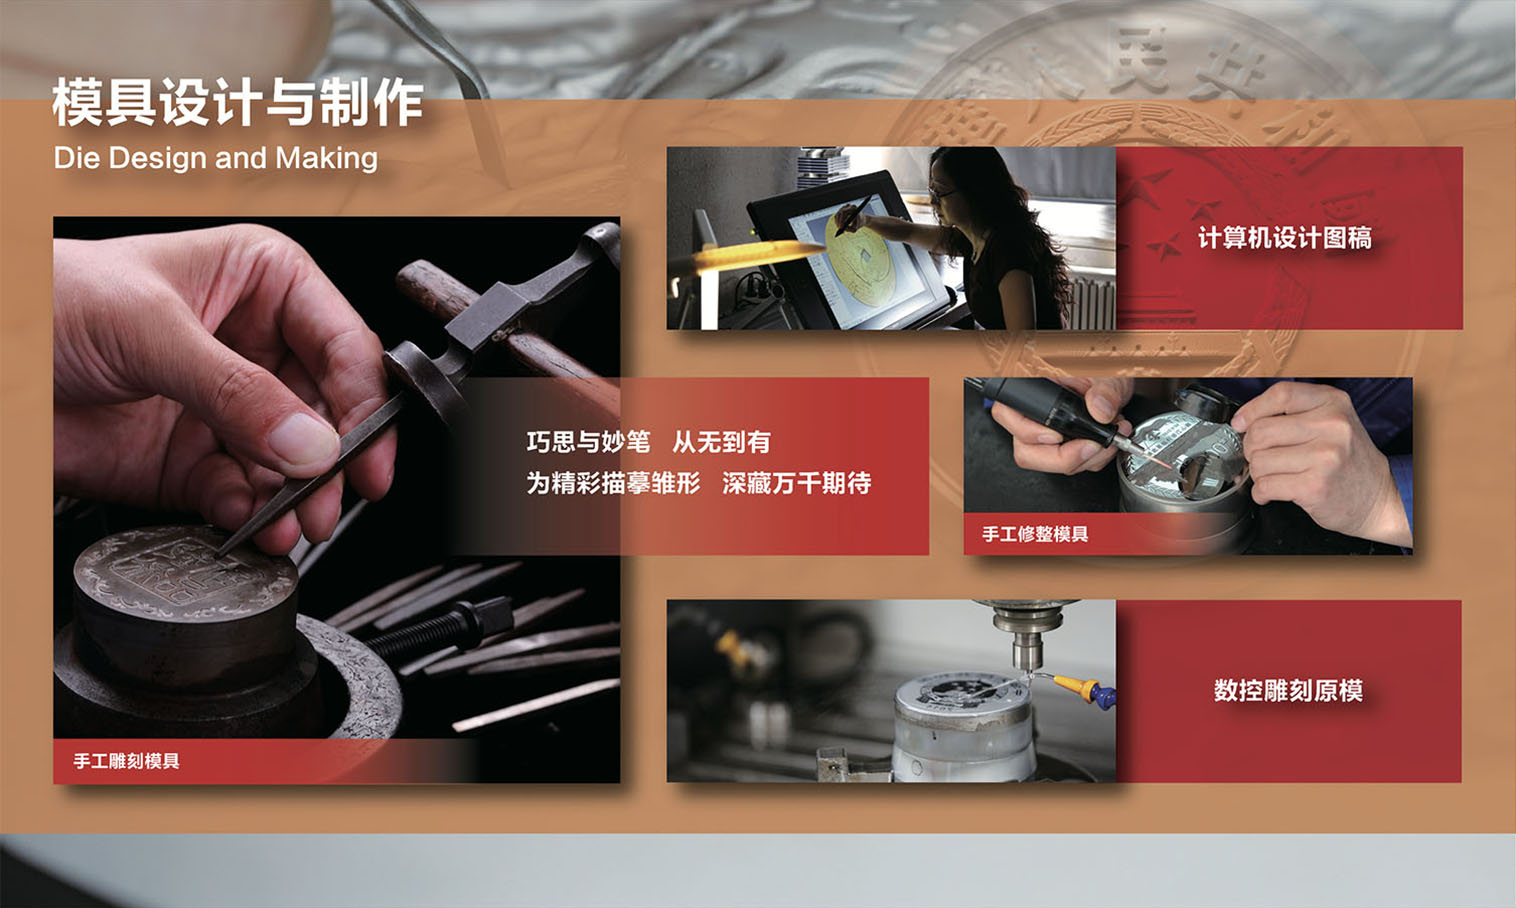 模具设计与制作
Die Design and Making
计算机设计图稿
巧思与妙笔 从无到有
为精彩描摹雏形 深藏万千期待
手工修整模具
数控雕刻原模
手工雕刻模具